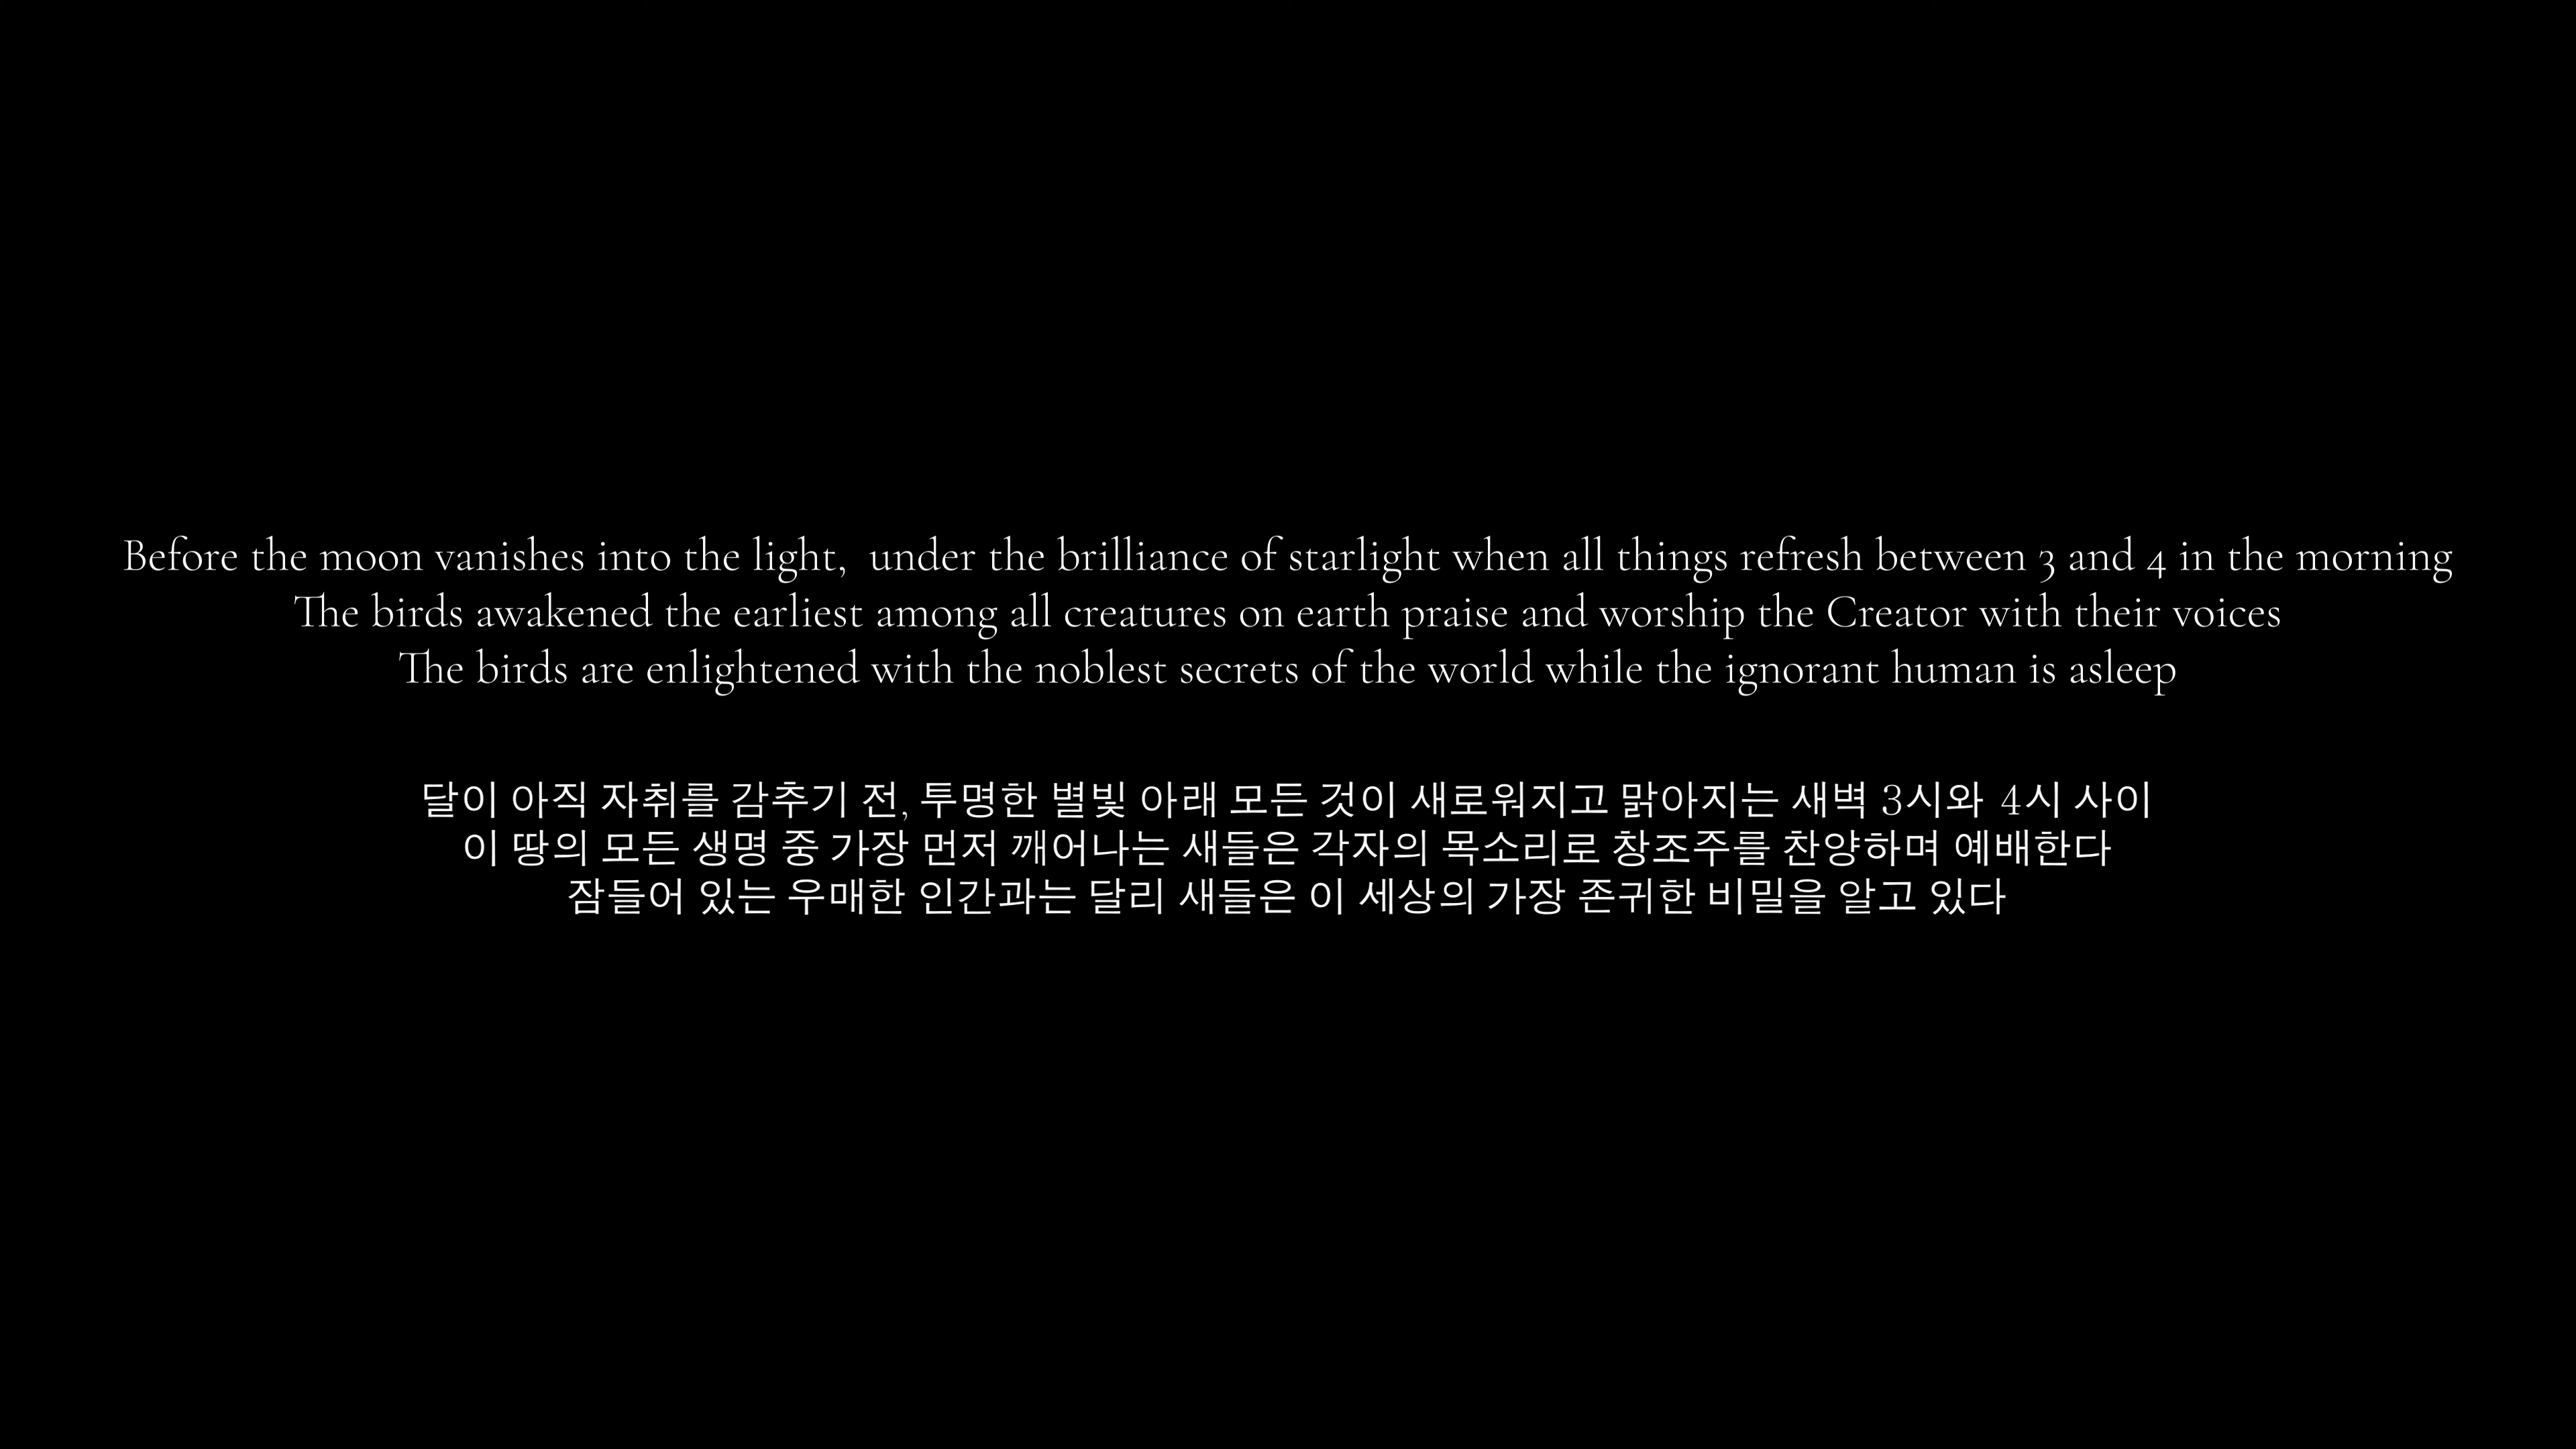 Before the moon vanishes into the light,  under the brilliance of starlight when all things refresh between 3 and 4 in the morning
The birds awakened the earliest among all creatures on earth praise and worship the Creator with their voices
The birds are enlightened with the noblest secrets of the world while the ignorant human is asleep
달이 아직 자취를 감추기 전, 투명한 별빛 아래 모든 것이 새로워지고 맑아지는 새벽 3시와 4시 사이
이 땅의 모든 생명 중 가장 먼저 깨어나는 새들은 각자의 목소리로 창조주를 찬양하며 예배한다
잠들어 있는 우매한 인간과는 달리 새들은 이 세상의 가장 존귀한 비밀을 알고 있다